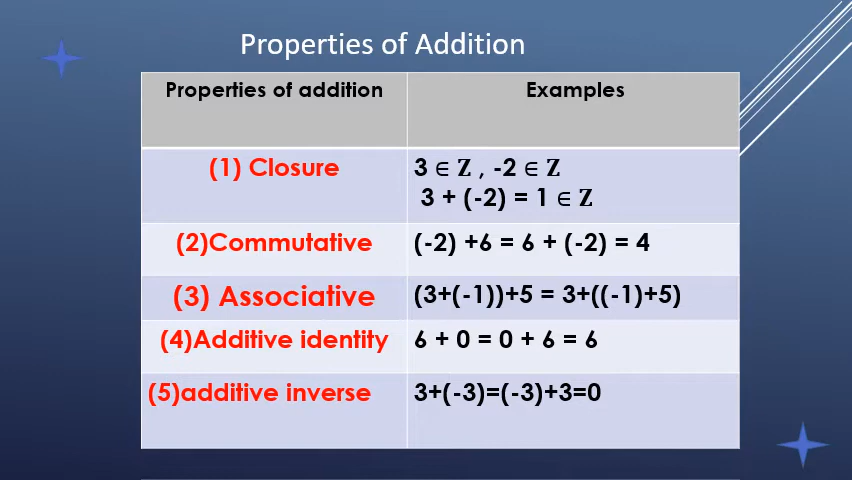 Properties of Addition
Properties of addition
Examples
(1) Closure
3 ∈ Z , -2 ∈ Z
3 + (-2) = 1 ∈ Z
(2)Commutative
(-2) +6 = 6 + (-2) = 4
(3) Associative
(3+(-1))+5 = 3+((-1)+5)
(4)Additive identity
6 + 0 = 0 + 6 = 6
(5)additive inverse
3+(-3)=(-3)+3=0